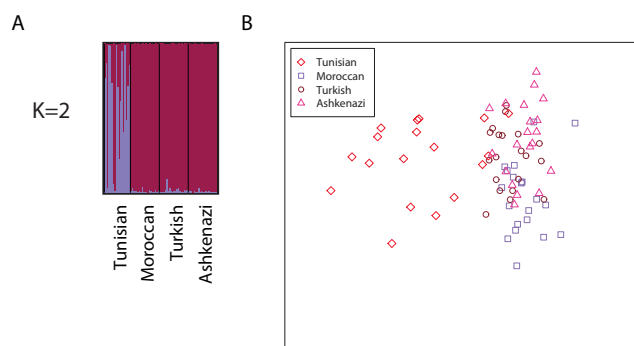 A
K=2
Tunisian
Moroccan
Turkish
Ashkenazi
B
Tunisian
Moroccan
Turkish
Ashkenazi